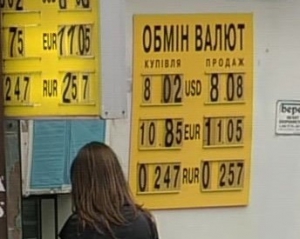 75 EUR 11.05
247 RUR 257
ОБМІН ВАЛЮТ
КУПІВЛЯ ПРОДАЖ
8 02 USD 8 08
10 85 EUR 11 05
0 247 RUR 0 257